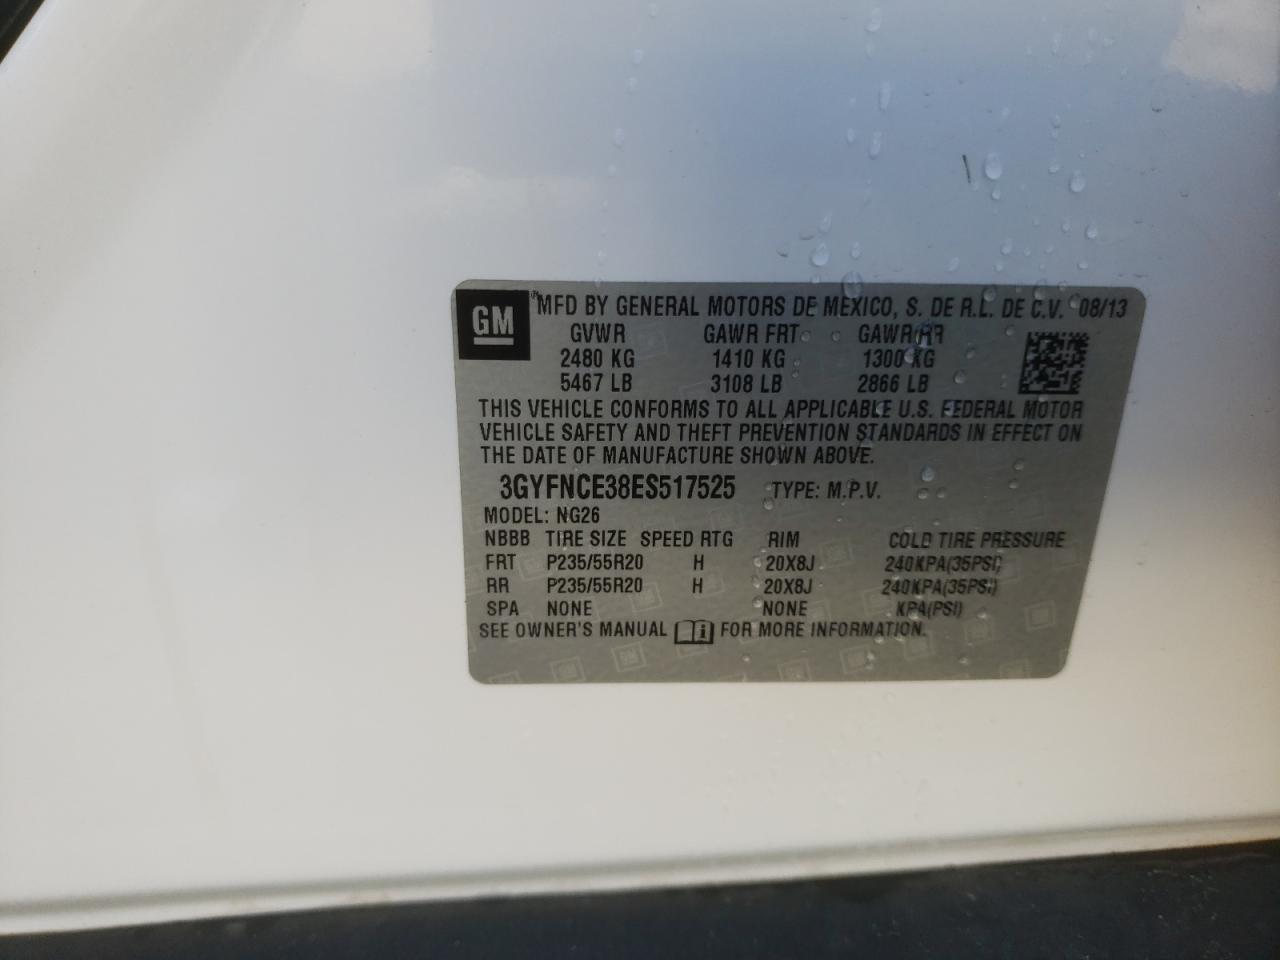 GM
MFD BY GENERAL MOTORS DE MEXICO, S. DE R.L. DE C.V. 08/13
GVWR GAWR FRT GAWR RR
2480 KG 1410 KG 1300 KG
5467 LB 3108 LB 2866 LB
THIS VEHICLE CONFORMS TO ALL APPLICABLE U.S. FEDERAL MOTOR
VEHICLE SAFETY AND THEFT PREVENTION STANDARDS IN EFFECT ON
THE DATE OF MANUFACTURE SHOWN ABOVE.
3GYFNCE38ES517525 TYPE: M.P.V.
MODEL: NG26
NBBB TIRE SIZE SPEED RTG RIM COLD TIRE PRESSURE
FRT P235/55R20 H 20X8J 240KPA(35PSI)
RR P235/55R20 H 20X8J 240KPA(35PSI)
SPA NONE NONE KPA(PSI)
SEE OWNER'S MANUAL FOR MORE INFORMATION.